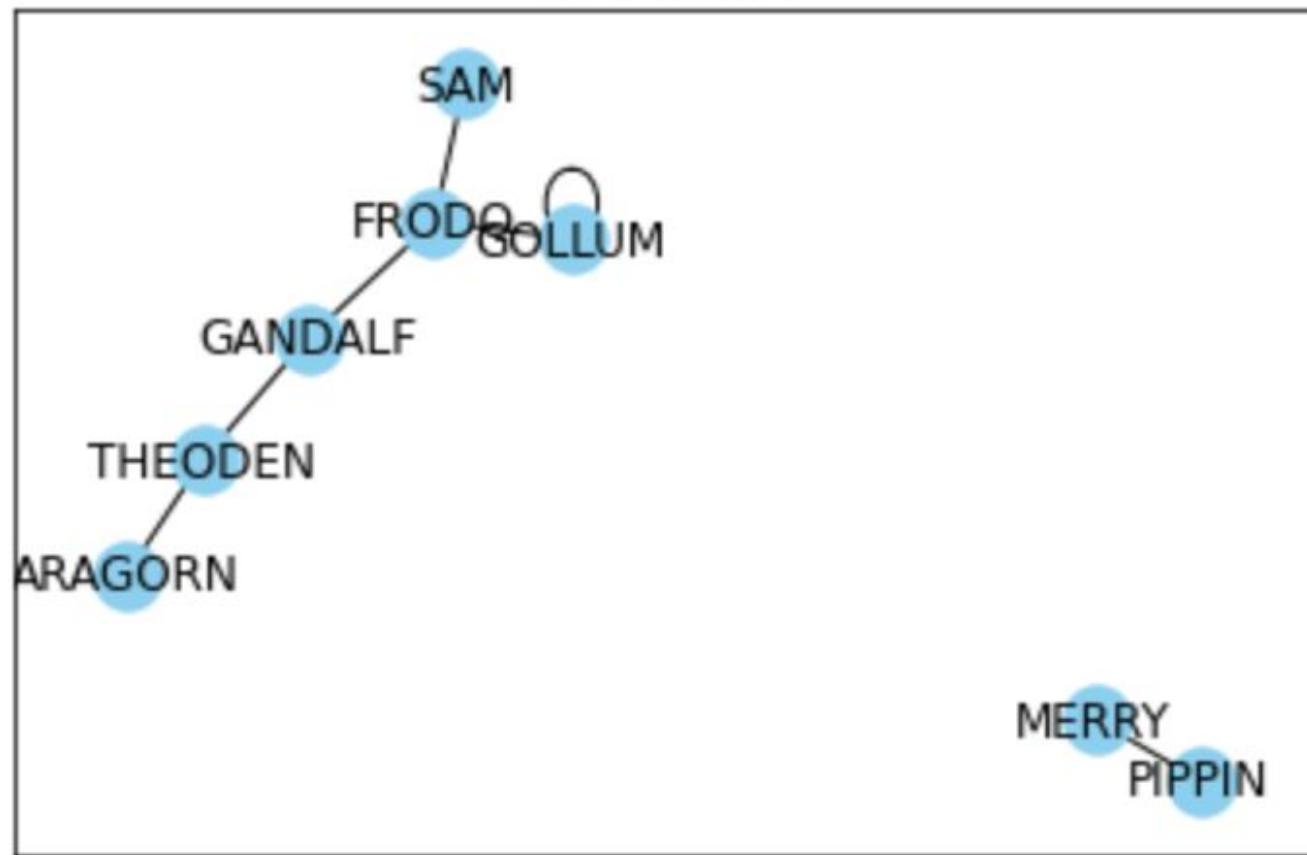 SAM
FRODO
GOLLUM
GANDALF
THEODEN
ARAGORN
MERRY
PIPPIN